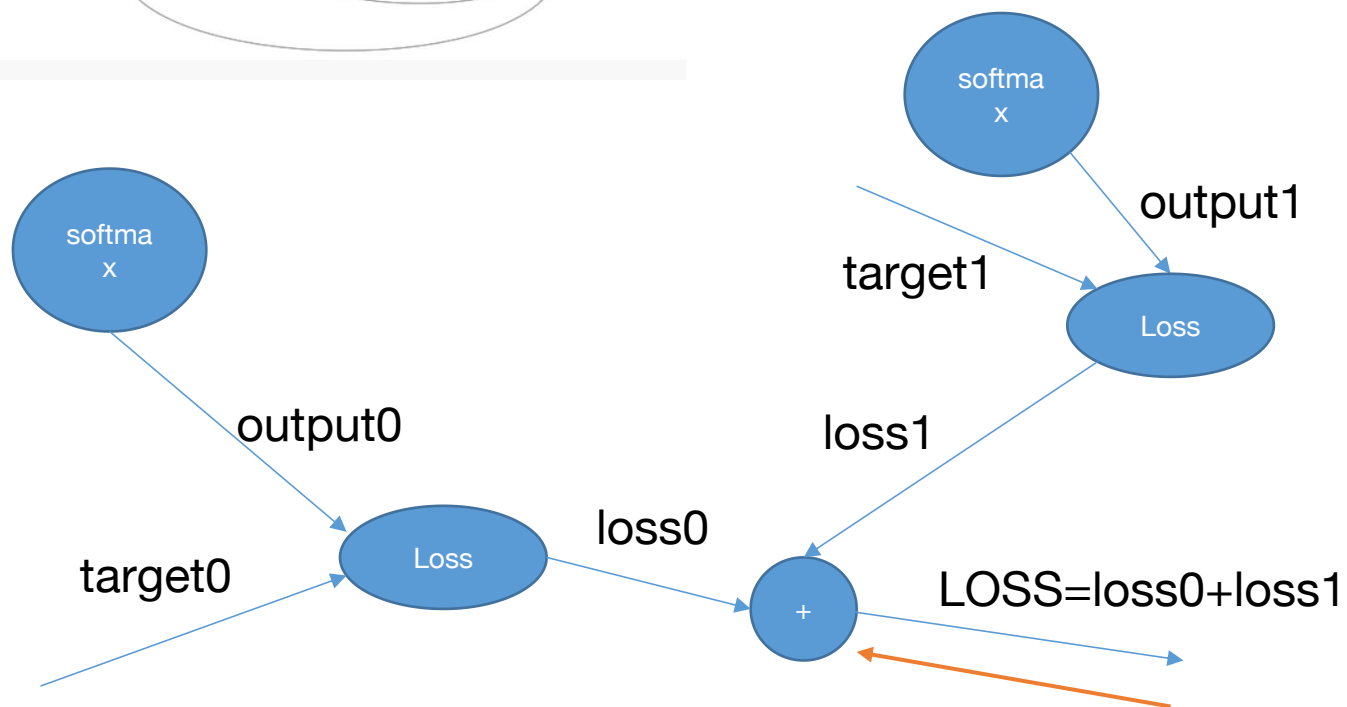 softma
x
output1
target1
Loss
softma
x
output0
loss1
loss0
Loss
target0
LOSS=loss0+loss1
+